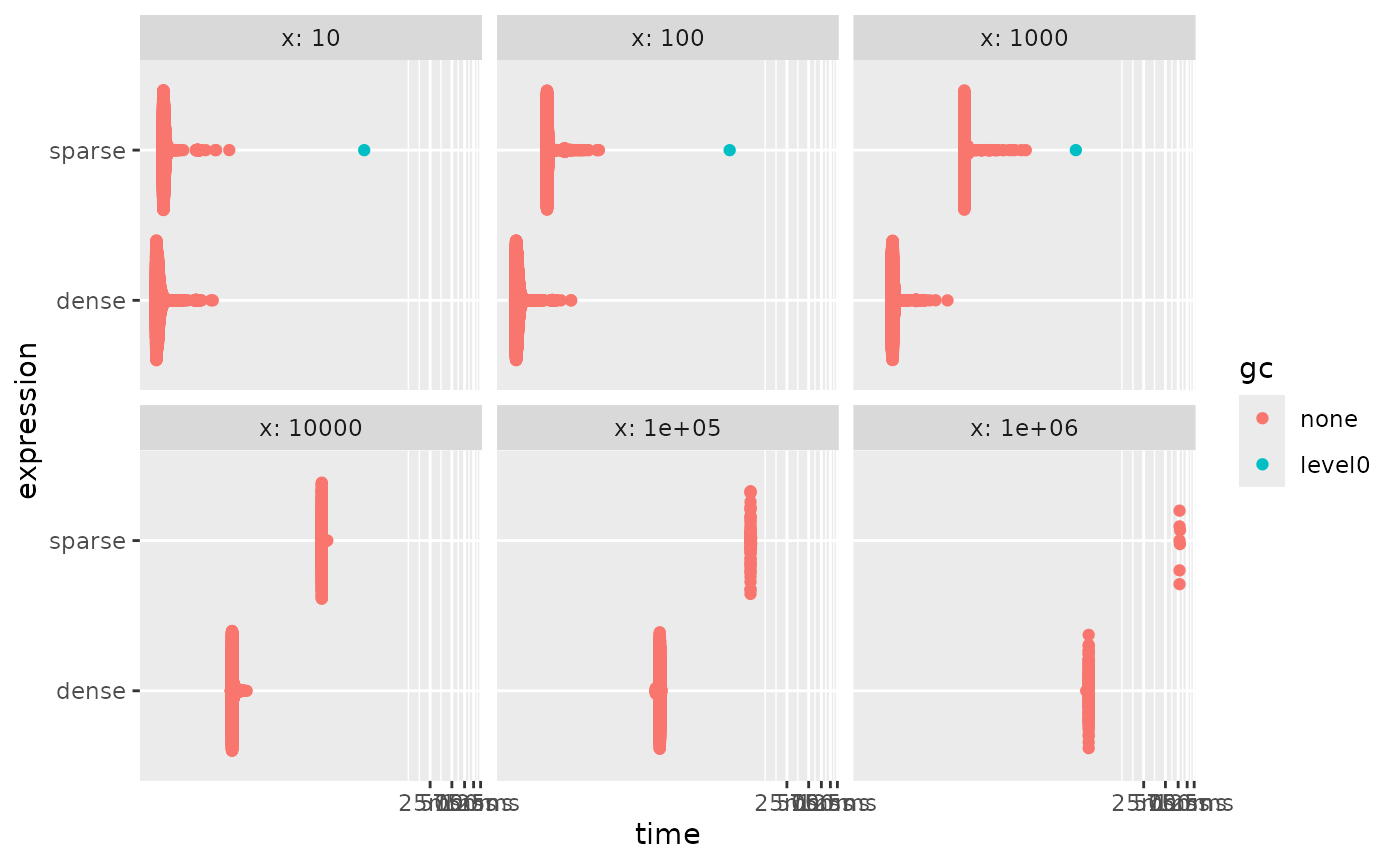 x: 10
x: 100
x: 1000
sparse
dense
x: 10000
x: 1e+05
x: 1e+06
sparse
dense
expression
time
gc
none
level0